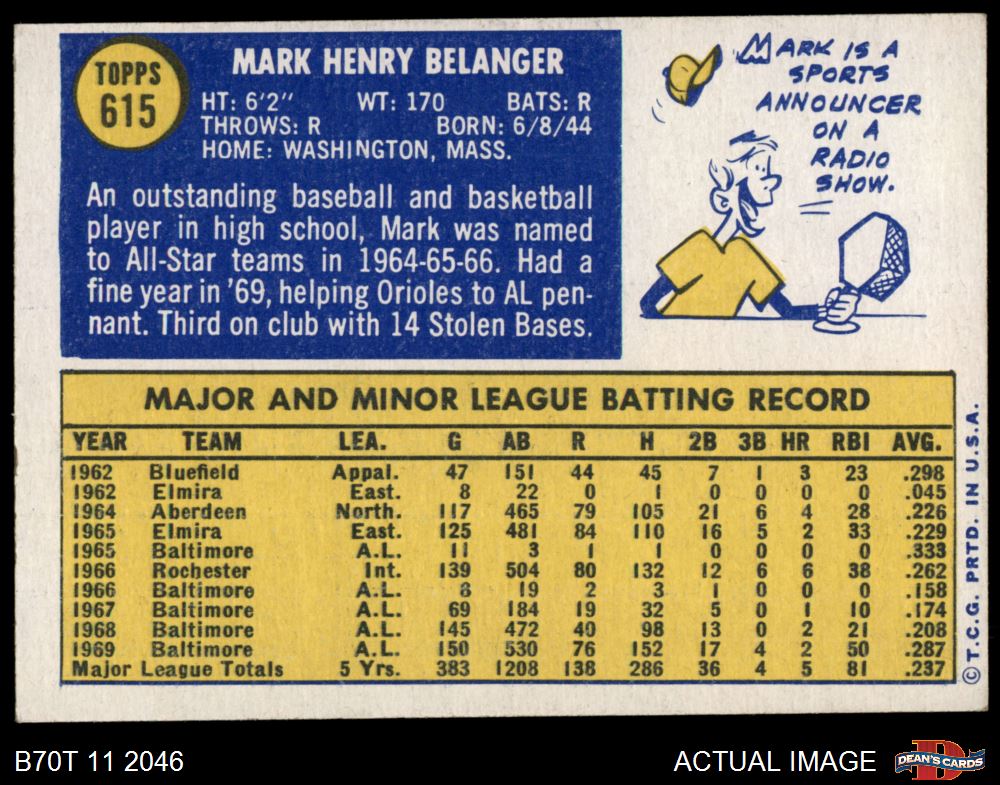 TOPPS
615
MARK HENRY BELANGER
HT: 6'2" WT: 170 BATS: R
THROWS: R BORN: 6/8/44
HOME: WASHINGTON, MASS.
An outstanding baseball and basketball
player in high school, Mark was named
to All-Star teams in 1964-65-66. Had a
fine year in '69, helping Orioles to AL pen-
nant. Third on club with 14 Stolen Bases.
MARK IS A
SPORTS
ANNOUNCER
ON A
RADIO
SHOW.
MAJOR AND MINOR LEAGUE BATTING RECORD
YEAR TEAM LEA. G AB R H 2B 3B HR RBI AVG.
1962 Bluefield Appal. 47 151 44 45 7 1 3 23 .298
1962 Elmira East. 8 22 0 1 0 0 0 0 .045
1964 Aberdeen North. 117 465 79 105 21 6 4 28 .226
1965 Elmira East. 125 481 84 110 16 5 2 33 .229
1965 Baltimore A.L. 11 3 1 1 0 0 0 0 .333
1966 Rochester Int. 139 504 80 132 12 6 6 38 .262
1966 Baltimore A.L. 8 19 2 3 1 0 0 0 .158
1967 Baltimore A.L. 69 184 19 32 5 0 1 10 .174
1968 Baltimore A.L. 145 472 40 98 13 0 2 21 .208
1969 Baltimore A.L. 150 530 76 152 17 4 2 50 .287
Major League Totals 5 Yrs. 383 1208 138 286 36 4 5 81 .237
© T.C.G. PRTD. IN U.S.A.
B70T 11 2046
ACTUAL IMAGE
D
DEAN'S CARDS